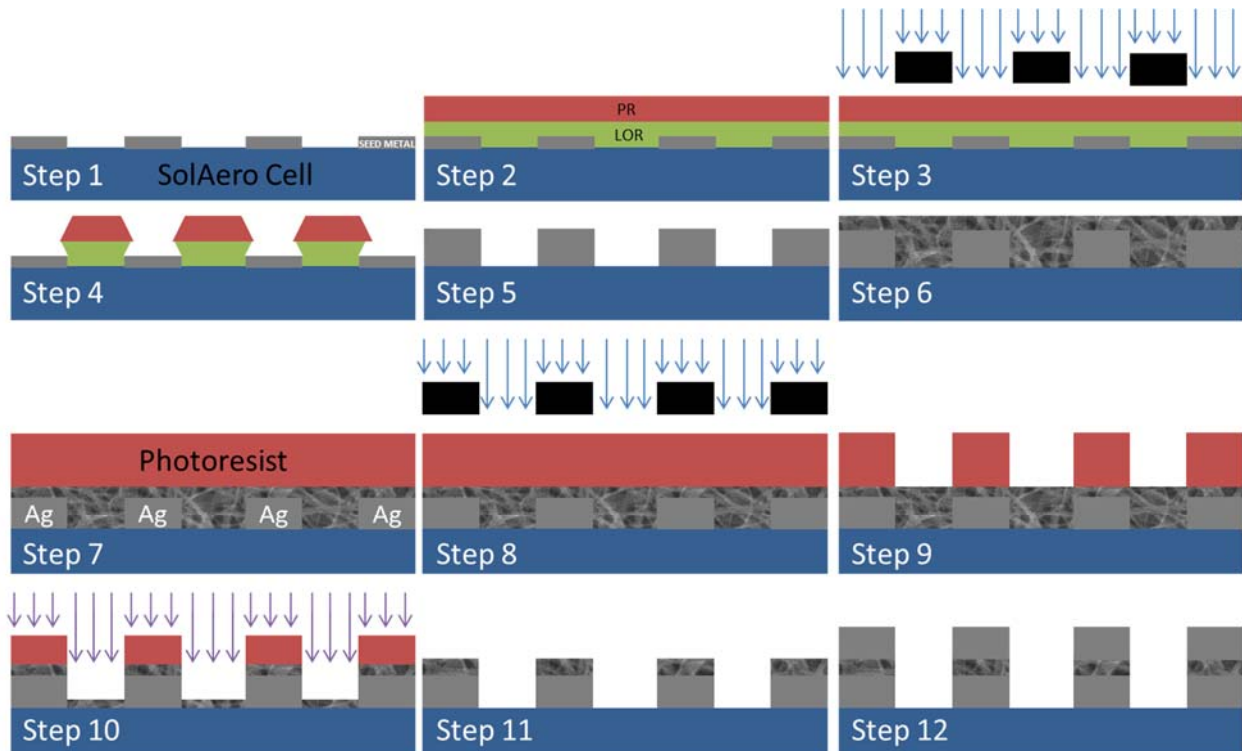 SEED METAL
Step 1 SolAero Cell
PR
LOR
Step 2
Step 3
Step 4
Step 5
Step 6
Photoresist
Ag Ag Ag Ag
Step 7
Step 8
Step 9
Step 10
Step 11
Step 12